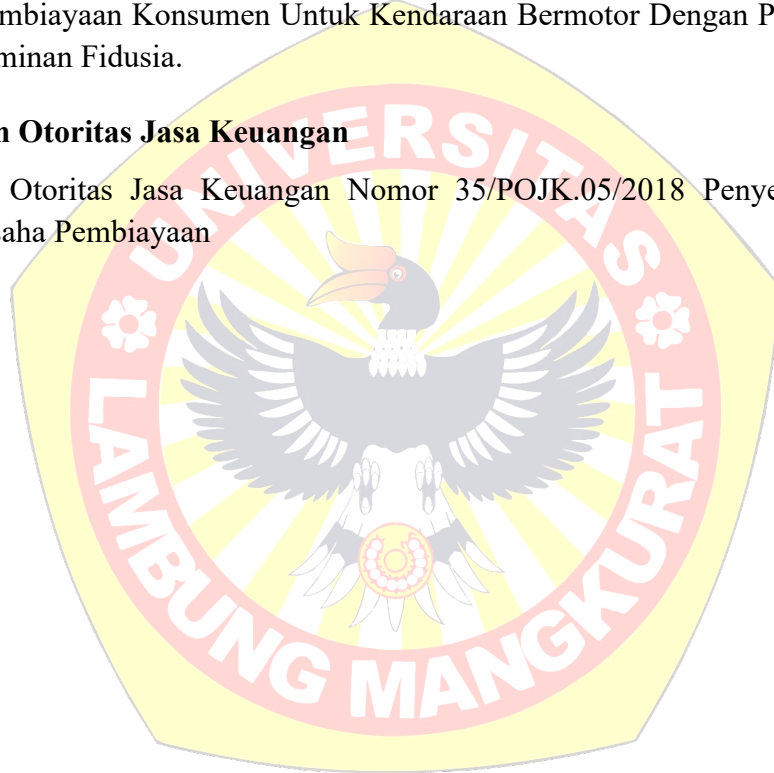 mbiayaan Konsumen Untuk Kendaraan Bermotor Dengan P
minan Fidusia.
n Otoritas Jasa Keuangan
Otoritas Jasa Keuangan Nomor 35/POJK.05/2018 Penye
saha Pembiayaan
UNIVERSITAS
LAMBUNG MANGKURAT